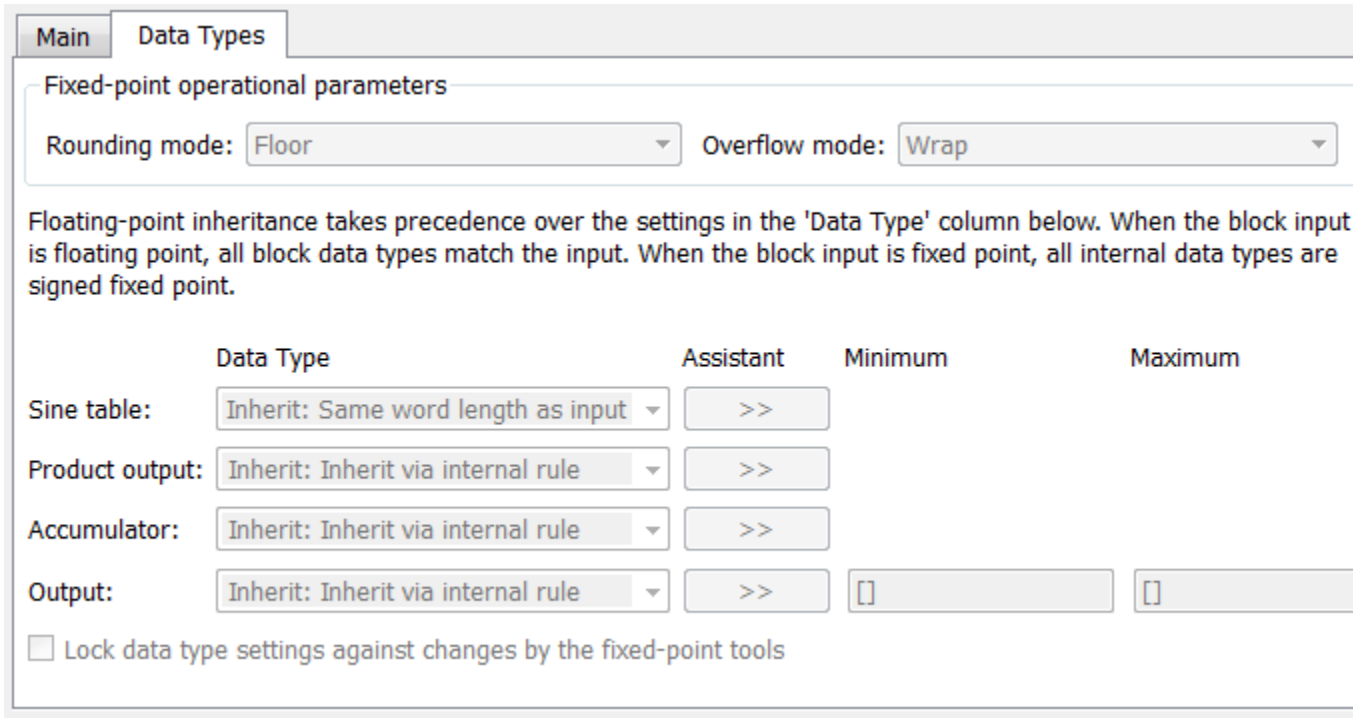 Main Data Types
Fixed-point operational parameters
Rounding mode: Floor Overflow mode: Wrap
Floating-point inheritance takes precedence over the settings in the 'Data Type' column below. When the block input
is floating point, all block data types match the input. When the block input is fixed point, all internal data types are
signed fixed point.
Data Type Assistant Minimum Maximum
Sine table: Inherit: Same word length as input >>
Product output: Inherit: Inherit via internal rule >>
Accumulator: Inherit: Inherit via internal rule >>
Output: Inherit: Inherit via internal rule >> [] []
Lock data type settings against changes by the fixed-point tools